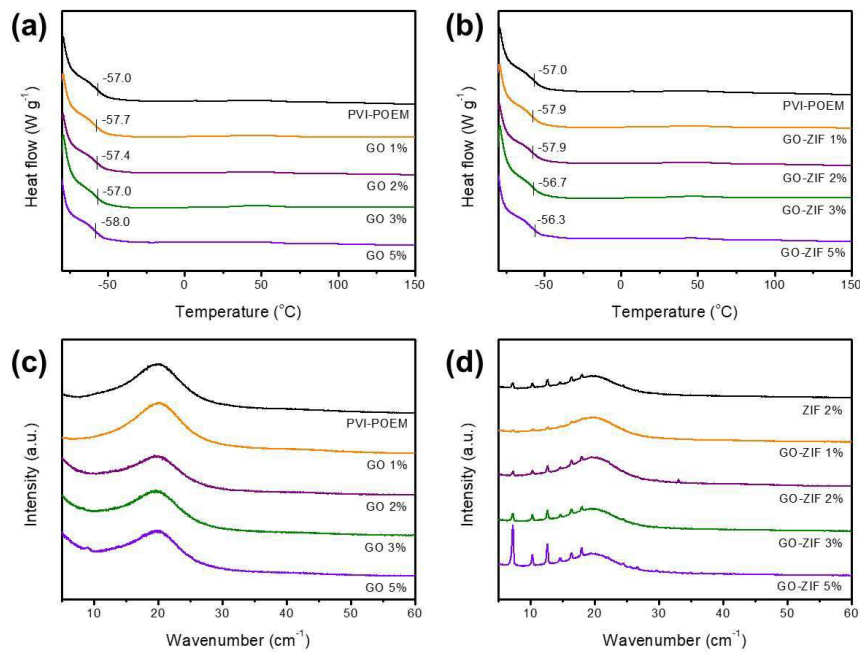 (a)
Heat flow (W g⁻¹)
-57.0
PVI-POEM
-57.7
GO 1%
-57.4
GO 2%
-57.0
GO 3%
-58.0
GO 5%
-50 0 50 100 150
Temperature (°C)
(b)
Heat flow (W g⁻¹)
-57.0
PVI-POEM
-57.9
GO-ZIF 1%
-57.9
GO-ZIF 2%
-56.7
GO-ZIF 3%
-56.3
GO-ZIF 5%
-50 0 50 100 150
Temperature (°C)
(c)
Intensity (a.u.)
PVI-POEM
GO 1%
GO 2%
GO 3%
GO 5%
10 20 30 40 50 60
Wavenumber (cm⁻¹)
(d)
Intensity (a.u.)
ZIF 2%
GO-ZIF 1%
GO-ZIF 2%
GO-ZIF 3%
GO-ZIF 5%
10 20 30 40 50 60
Wavenumber (cm⁻¹)